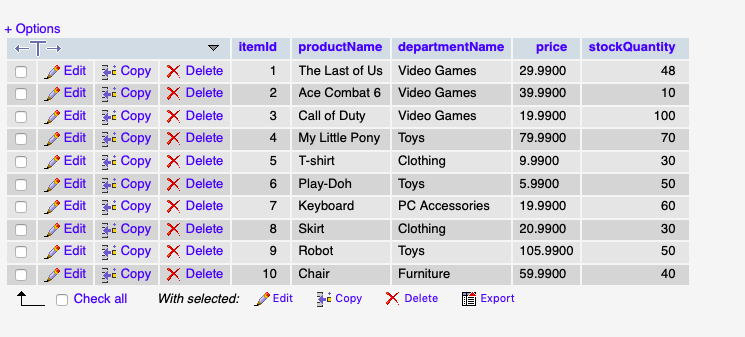 + Options
itemId productName departmentName price stockQuantity
Edit Copy Delete 1 The Last of Us Video Games 29.9900 48
Edit Copy Delete 2 Ace Combat 6 Video Games 39.9900 10
Edit Copy Delete 3 Call of Duty Video Games 19.9900 100
Edit Copy Delete 4 My Little Pony Toys 79.9900 70
Edit Copy Delete 5 T-shirt Clothing 9.9900 30
Edit Copy Delete 6 Play-Doh Toys 5.9900 50
Edit Copy Delete 7 Keyboard PC Accessories 19.9900 60
Edit Copy Delete 8 Skirt Clothing 20.9900 30
Edit Copy Delete 9 Robot Toys 105.9900 50
Edit Copy Delete 10 Chair Furniture 59.9900 40
Check all With selected: Edit Copy Delete Export